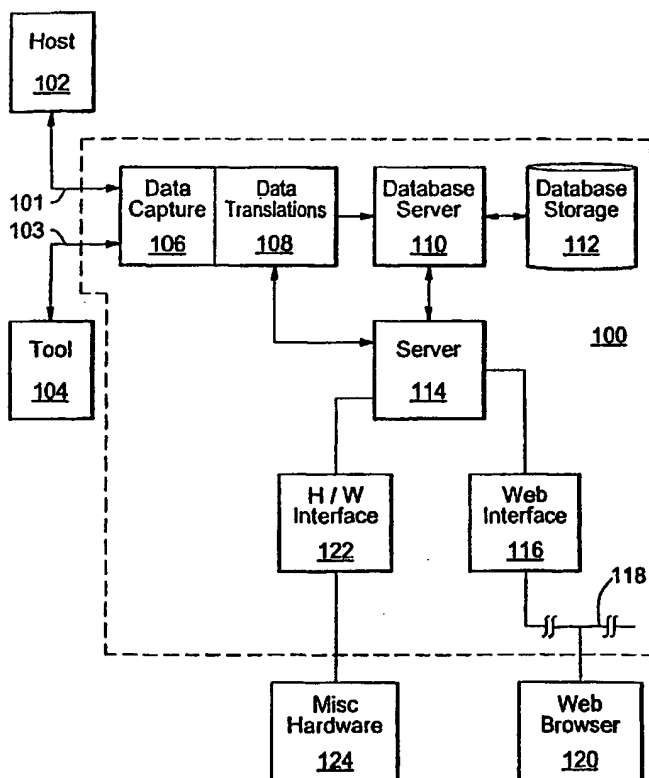 Host
102
101
103
Data
Capture
106
Data
Translations
108
Database
Server
110
Database
Storage
112
Tool
104
Server
114
100
H / W
Interface
122
Web
Interface
116
118
Misc
Hardware
124
Web
Browser
120